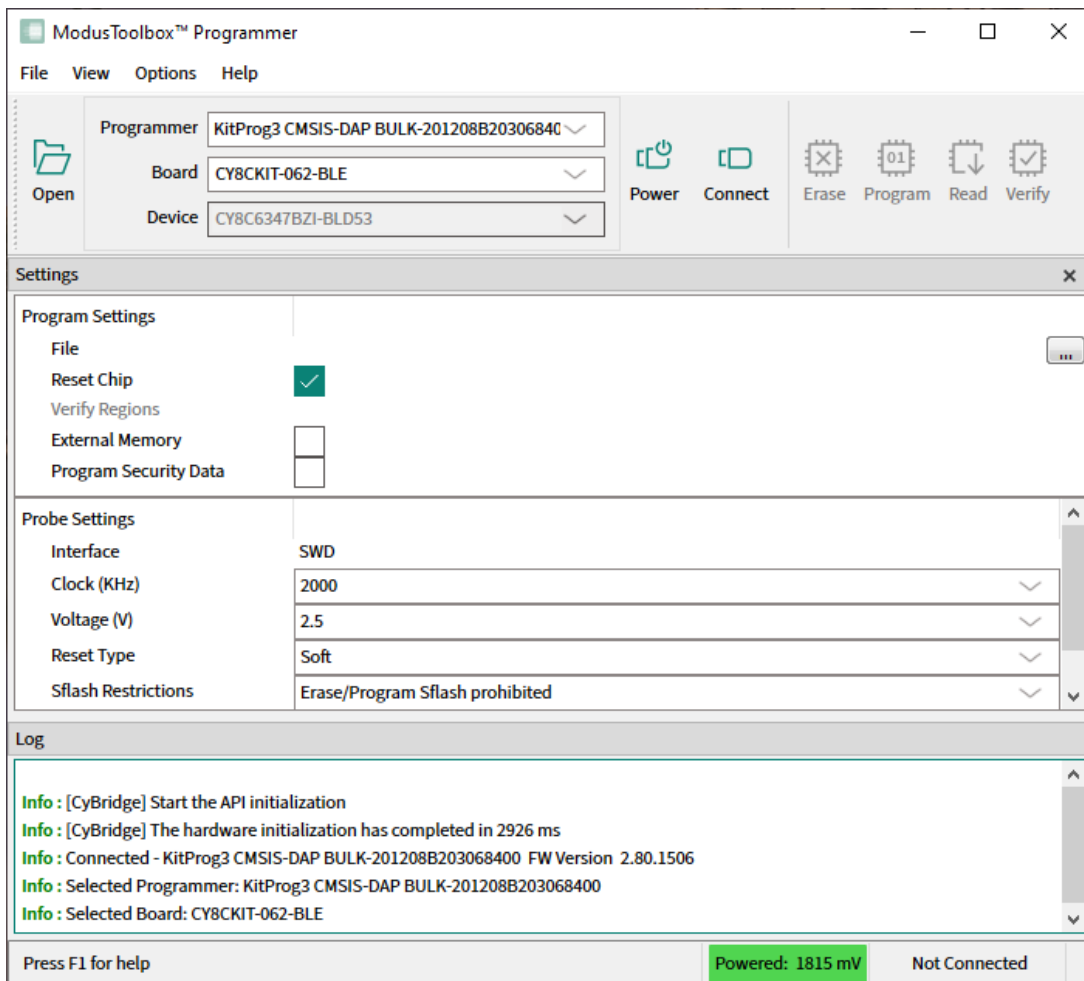 ModusToolbox™ Programmer
File View Options Help
Open
Programmer KitProg3 CMSIS-DAP BULK-201208B20306840
Board CY8CKIT-062-BLE
Device CY8C6347BZI-BLD53
Power Connect Erase Program Read Verify
Settings
Program Settings
File ...
Reset Chip
Verify Regions
External Memory
Program Security Data
Probe Settings
Interface SWD
Clock (KHz) 2000
Voltage (V) 2.5
Reset Type Soft
Sflash Restrictions Erase/Program Sflash prohibited
Log
Info : [CyBridge] Start the API initialization
Info : [CyBridge] The hardware initialization has completed in 2926 ms
Info : Connected - KitProg3 CMSIS-DAP BULK-201208B203068400 FW Version 2.80.1506
Info : Selected Programmer: KitProg3 CMSIS-DAP BULK-201208B203068400
Info : Selected Board: CY8CKIT-062-BLE
Press F1 for help Powered: 1815 mV Not Connected